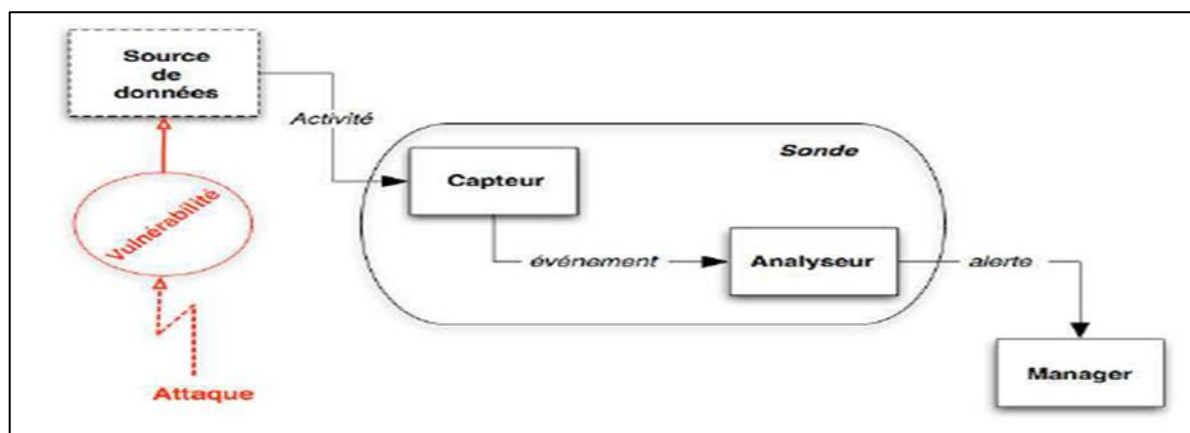 Source
de
données
Activité
Sonde
Capteur
Vulnérabilité
événement
Analyseur
alerte
Manager
Attaque